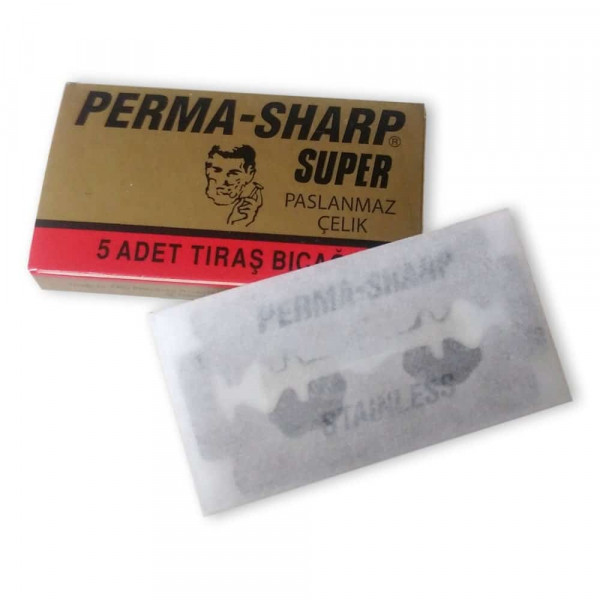 PERMA-SHARP®
SUPER
PASLANMAZ
ÇELIK
5 ADET TIRAŞ
PERMA-SHARP
STAINLESS